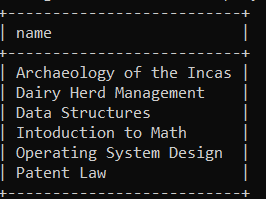 name
Archaeology of the Incas
Dairy Herd Management
Data Structures
Intoduction to Math
Operating System Design
Patent Law